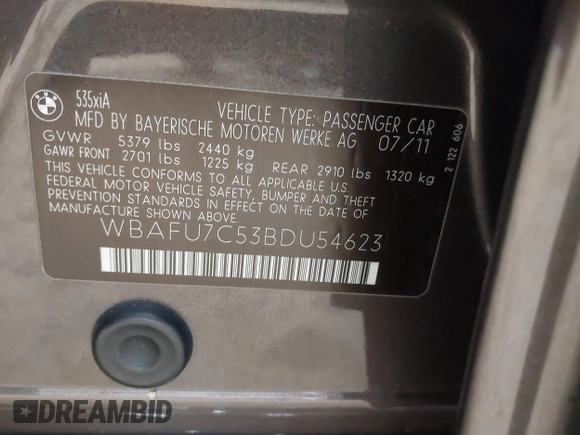 BMW
535xiA
VEHICLE TYPE: PASSENGER CAR
MFD BY BAYERISCHE MOTOREN WERKE AG 07/11
GVWR 5379 lbs 2440 kg
GAWR FRONT 2701 lbs 1225 kg REAR 2910 lbs 1320 kg
THIS VEHICLE CONFORMS TO ALL APPLICABLE U.S.
FEDERAL MOTOR VEHICLE SAFETY, BUMPER AND THEFT
PREVENTION STANDARDS IN EFFECT ON THE DATE OF
MANUFACTURE SHOWN ABOVE.
WBAFU7C53BDU54623
2 122 606
DREAMBID